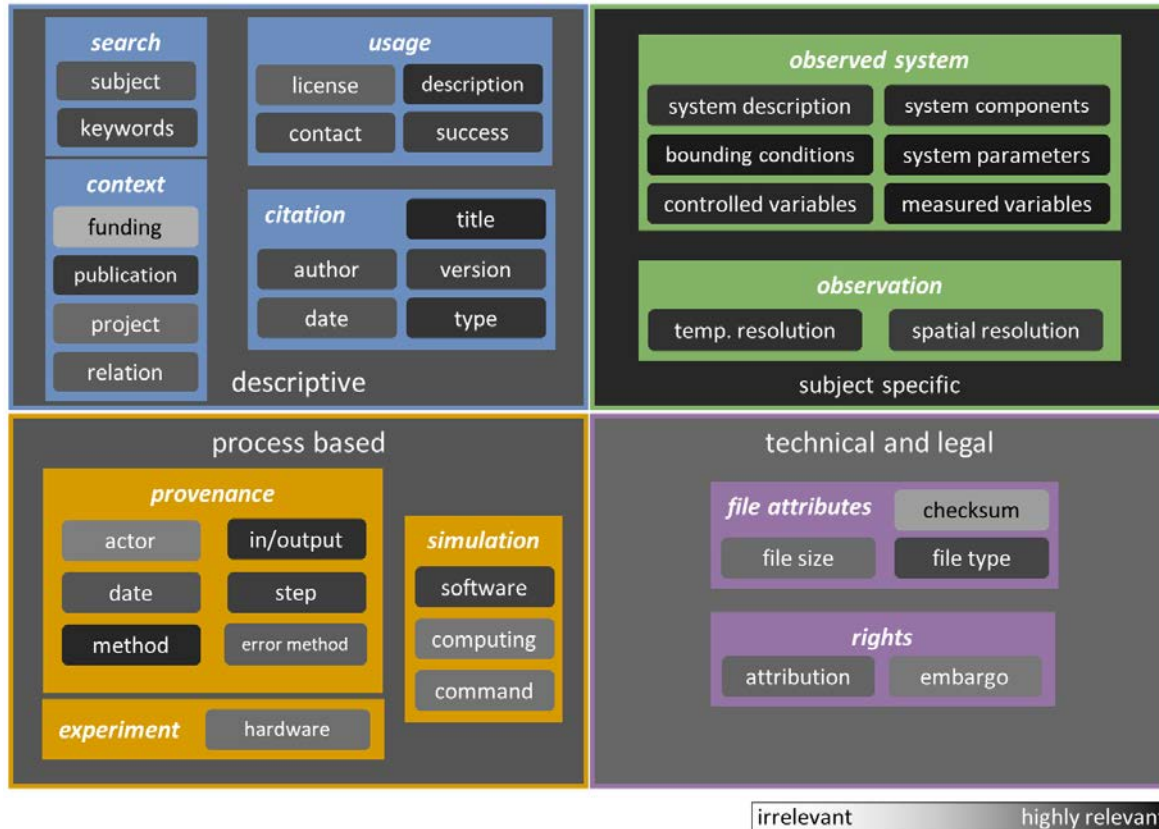 search
subject
keywords
context
funding
publication
project
relation
usage
license
description
contact
success
citation
title
author
version
date
type
descriptive
observed system
system description
system components
bounding conditions
system parameters
controlled variables
measured variables
observation
temp. resolution
spatial resolution
subject specific
process based
provenance
actor
in/output
date
step
method
error method
experiment
hardware
simulation
software
computing
command
technical and legal
file attributes
checksum
file size
file type
rights
attribution
embargo
irrelevant
highly relevant